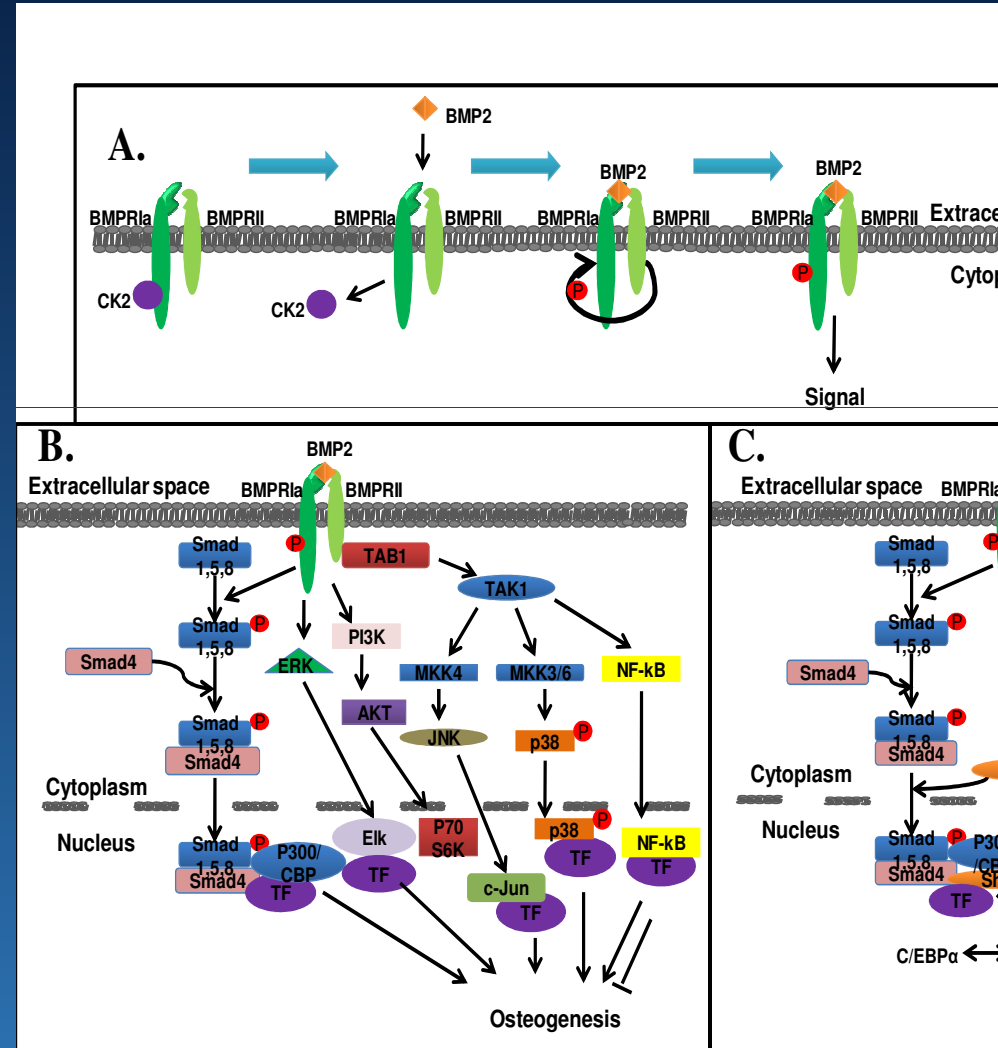 A.
BMP2
BMP2
BMP2
BMPRIa
BMPRII
BMPRIa
BMPRII
BMPRIa
BMPRII
BMPRIa
BMPRII
Extrace
CK2
CK2
P
P
Cytop
Signal
B.
BMP2
Extracellular space
BMPRIa
BMPRII
P
Smad
1,5,8
TAB1
TAK1
Smad
1,5,8
P
PI3K
Smad4
ERK
MKK4
MKK3/6
NF-kB
AKT
Smad
1,5,8
P
Smad4
JNK
p38
P
Cytoplasm
Nucleus
Smad
1,5,8
P
Smad4
P300/
CBP
TF
Elk
TF
P70
S6K
c-Jun
TF
p38
P
TF
NF-kB
TF
Osteogenesis
C.
Extracellular space
BMPRIa
P
Smad
1,5,8
Smad
1,5,8
P
Smad4
Smad
1,5,8
P
Smad4
Cytoplasm
Nucleus
Smad
1,5,8
P
Smad4
P30
/CB
Sh
TF
C/EBPα